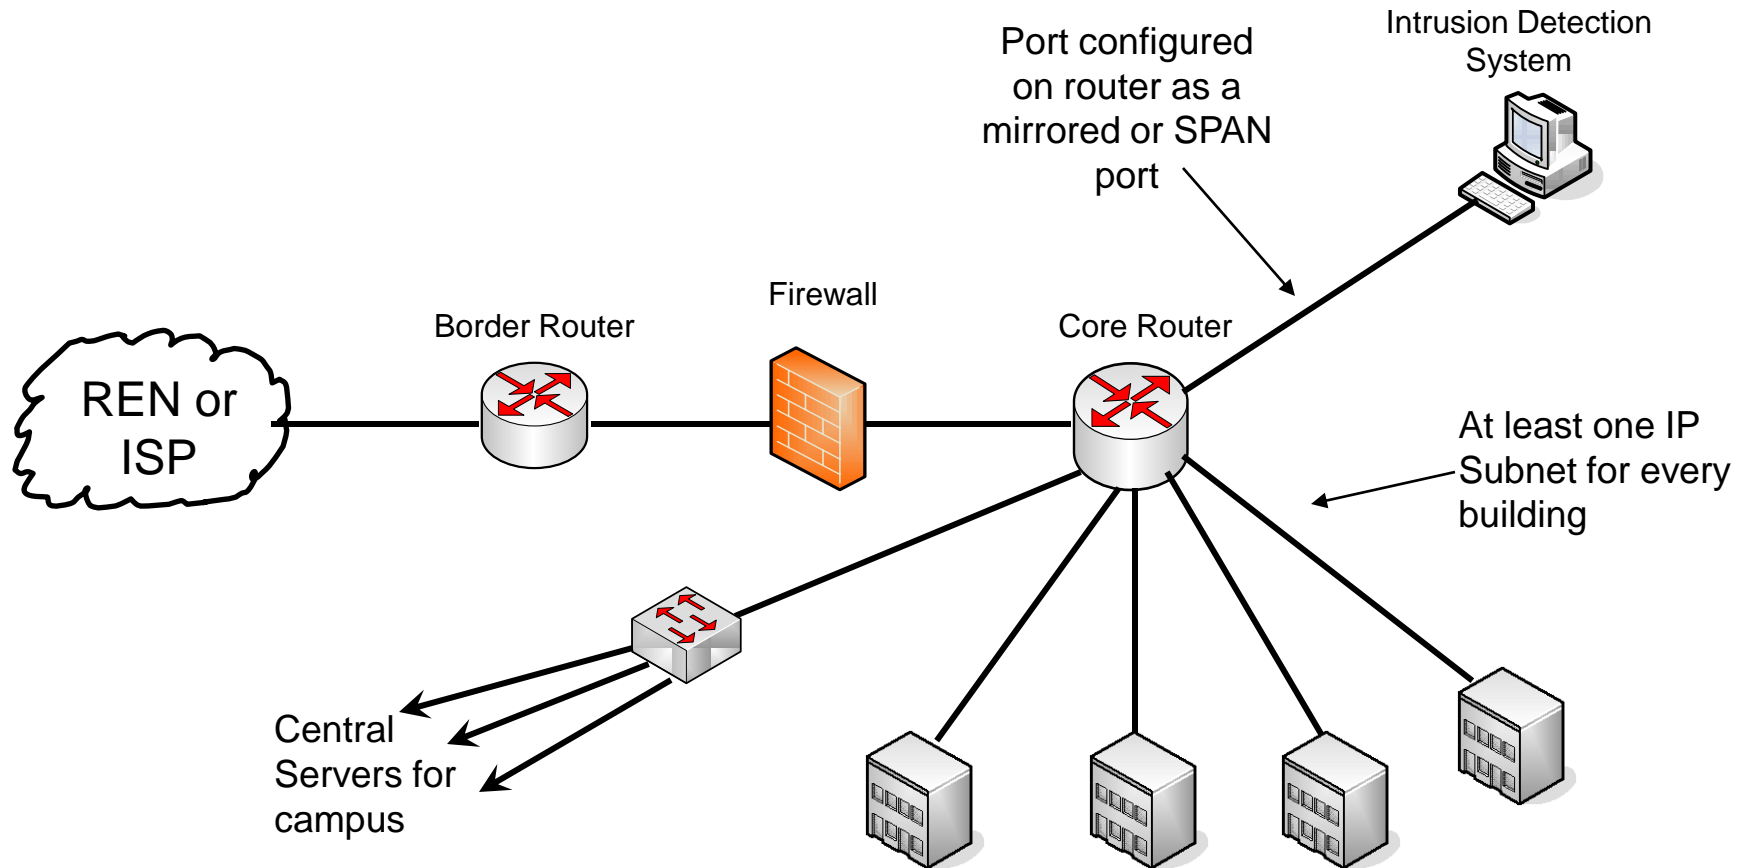 Port configured
on router as a
mirrored or SPAN
port
Intrusion Detection
System
Firewall
Border Router
Core Router
REN or
ISP
At least one IP
Subnet for every
building
Central
Servers for
campus